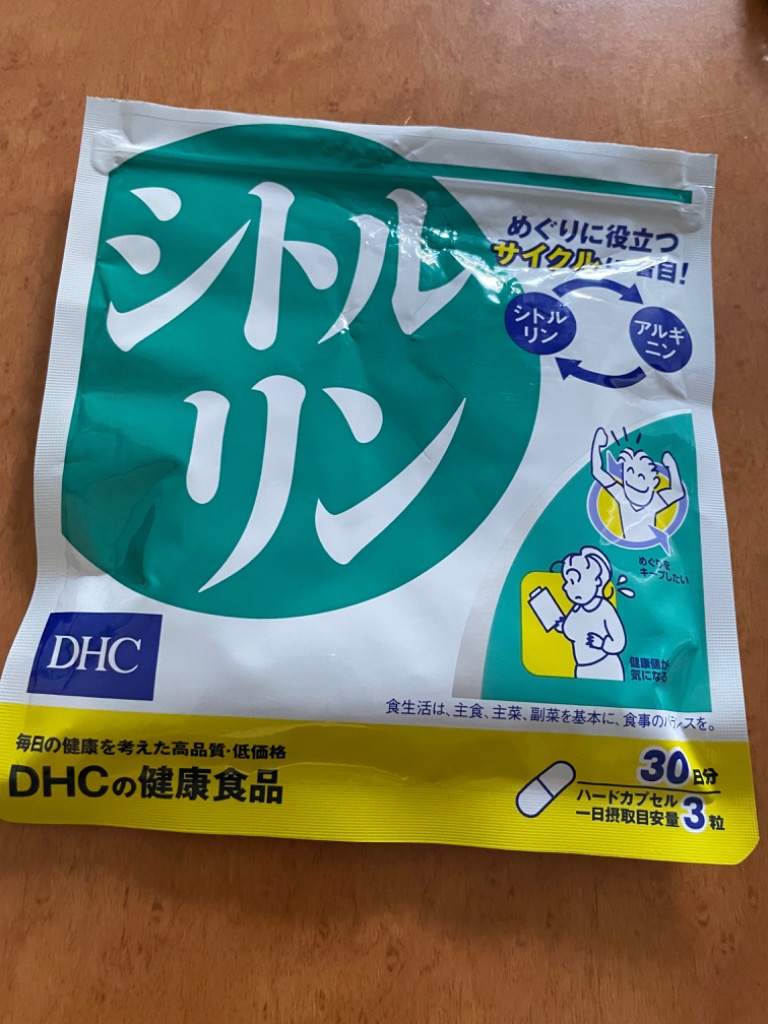 シトル
リン
めぐりに役立つ
サイクルに着目!
シトル
リン
アルギ
ニン
めぐりを
キープしたい
健康値が
気になる
DHC
食生活は、主食、主菜、副菜を基本に、食事のバランスを。
毎日の健康を考えた高品質・低価格
DHCの健康食品
30日分
ハードカプセル
一日摂取目安量3粒